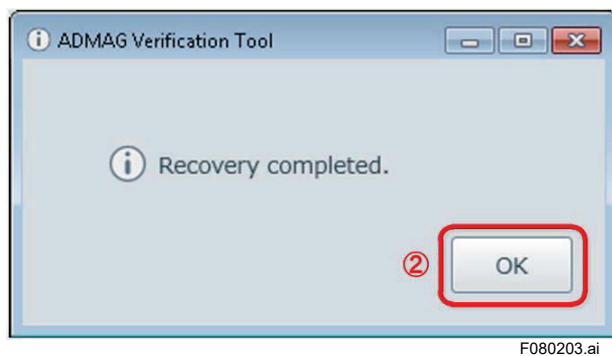 ADMAG Verification Tool
Recovery completed.
② OK
F080203.ai